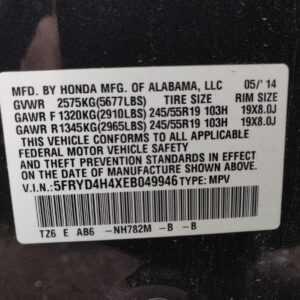 MFD. BY HONDA MFG. OF ALABAMA, LLC 05/'14
GVWR 2575KG(5677LBS) TIRE SIZE RIM SIZE
GAWR F 1320KG(2910LBS) 245/55R19 103H 19X8.0J
GAWR R 1345KG(2965LBS) 245/55R19 103H 19X8.0J
THIS VEHICLE CONFORMS TO ALL APPLICABLE
FEDERAL MOTOR VEHICLE SAFETY STANDARDS IN
EFFECT ON THE DATE OF MANUFACTURE SHOWN ABOVE.
V.I.N.:5FRYD4H4XEB049946 TYPE: MPV
TZ6 E AB6 -NH782M -B -B